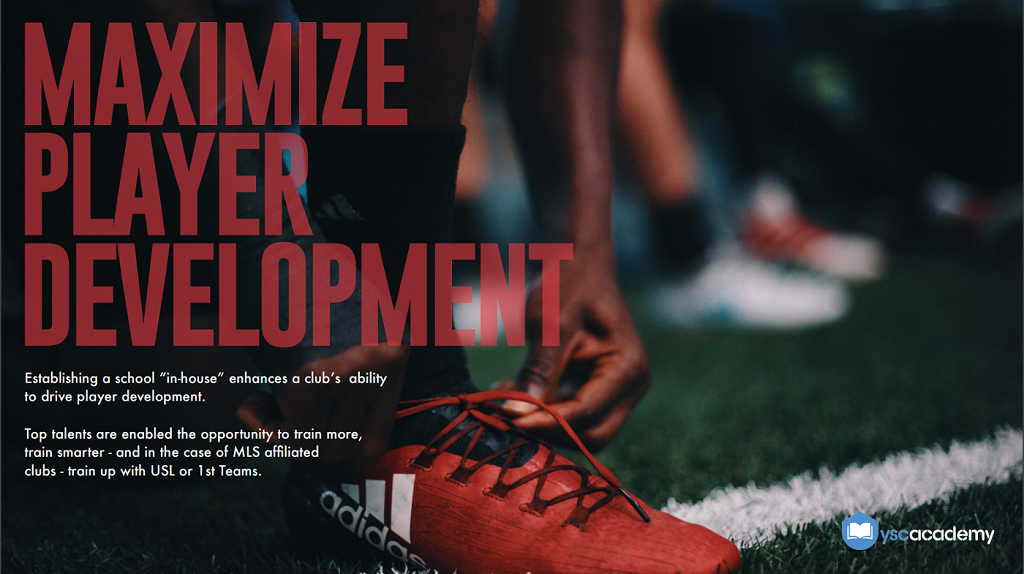 MAXIMIZE
PLAYER
DEVELOPMENT
Establishing a school “in-house” enhances a club’s  ability
to drive player development.
Top talents are enabled the opportunity to train more,
train smarter - and in the case of MLS affiliated
clubs - train up with USL or 1st Teams.
adidas
yscacademy